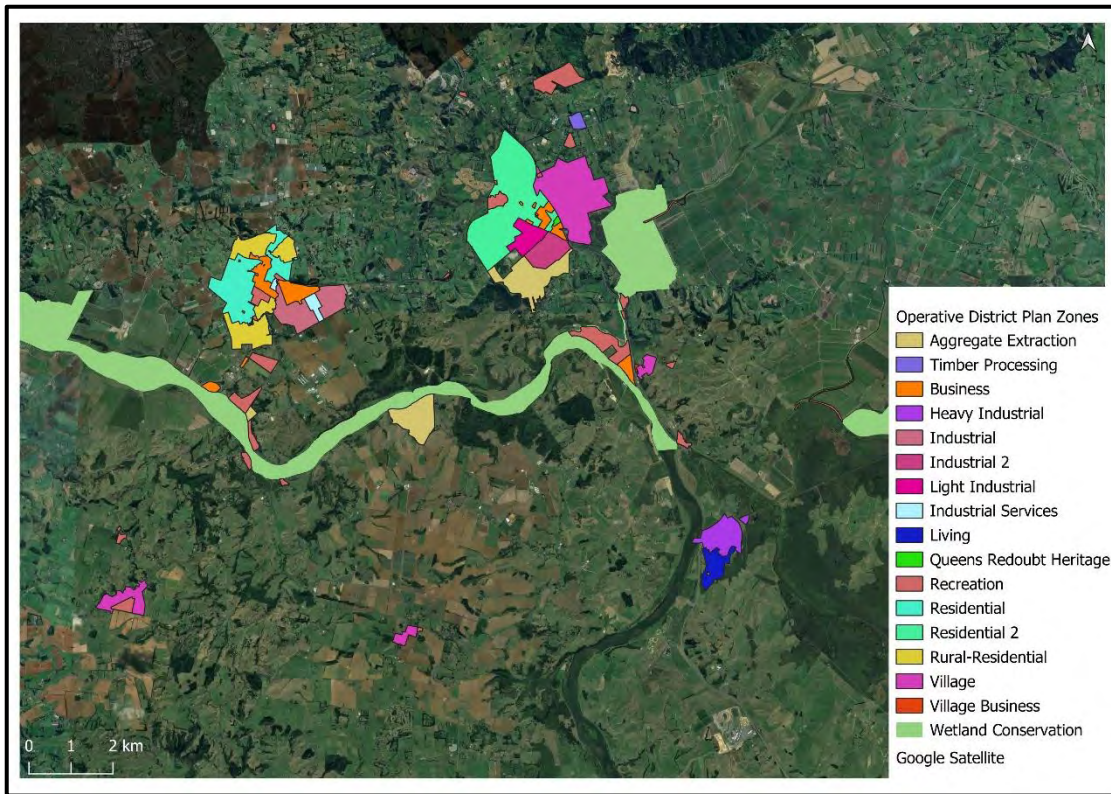 Operative District Plan Zones
Aggregate Extraction
Timber Processing
Business
Heavy Industrial
Industrial
Industrial 2
Light Industrial
Industrial Services
Living
Queens Redoubt Heritage
Recreation
Residential
Residential 2
Rural-Residential
Village
Village Business
Wetland Conservation
Google Satellite
0 1 2 km